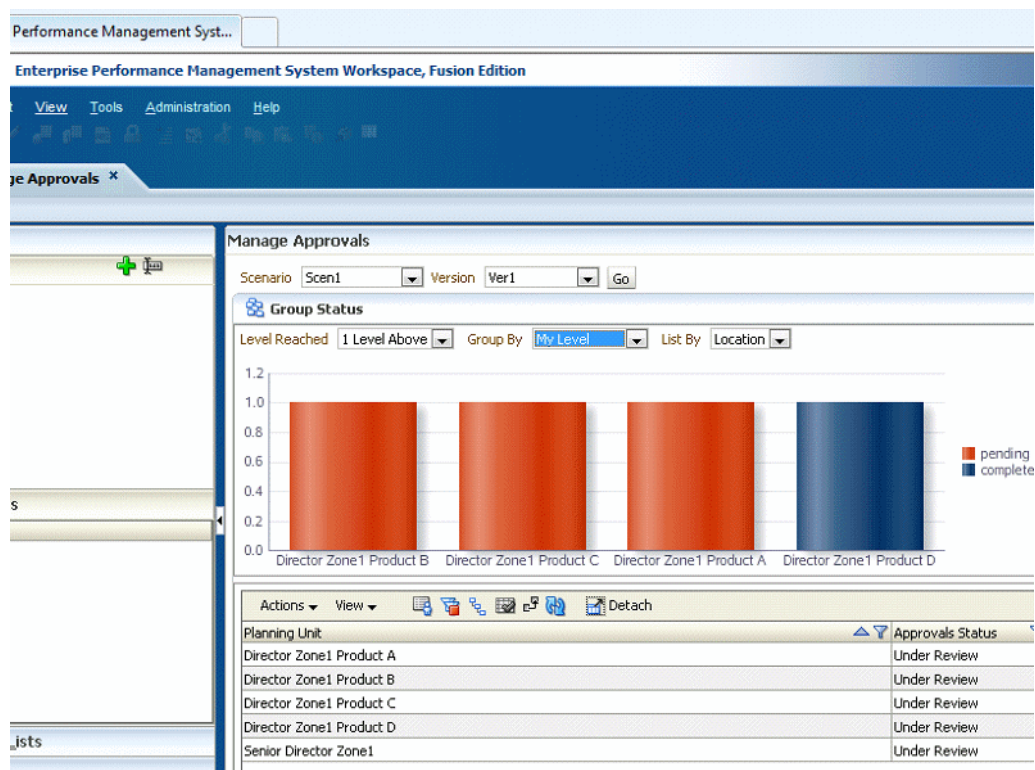 Performance Management Syst...
Enterprise Performance Management System Workspace, Fusion Edition
t View Tools Administration Help
ge Approvals ×
Manage Approvals
Scenario Scen1 Version Ver1 Go
Group Status
Level Reached 1 Level Above Group By My Level List By Location
1.2
1.0
0.8
0.6
0.4
0.2
0.0
pending
complete
Director Zone1 Product B Director Zone1 Product C Director Zone1 Product A Director Zone1 Product D
s
Actions View Detach
Planning Unit Approvals Status
Director Zone1 Product A Under Review
Director Zone1 Product B Under Review
Director Zone1 Product C Under Review
Director Zone1 Product D Under Review
Senior Director Zone1 Under Review
_ists